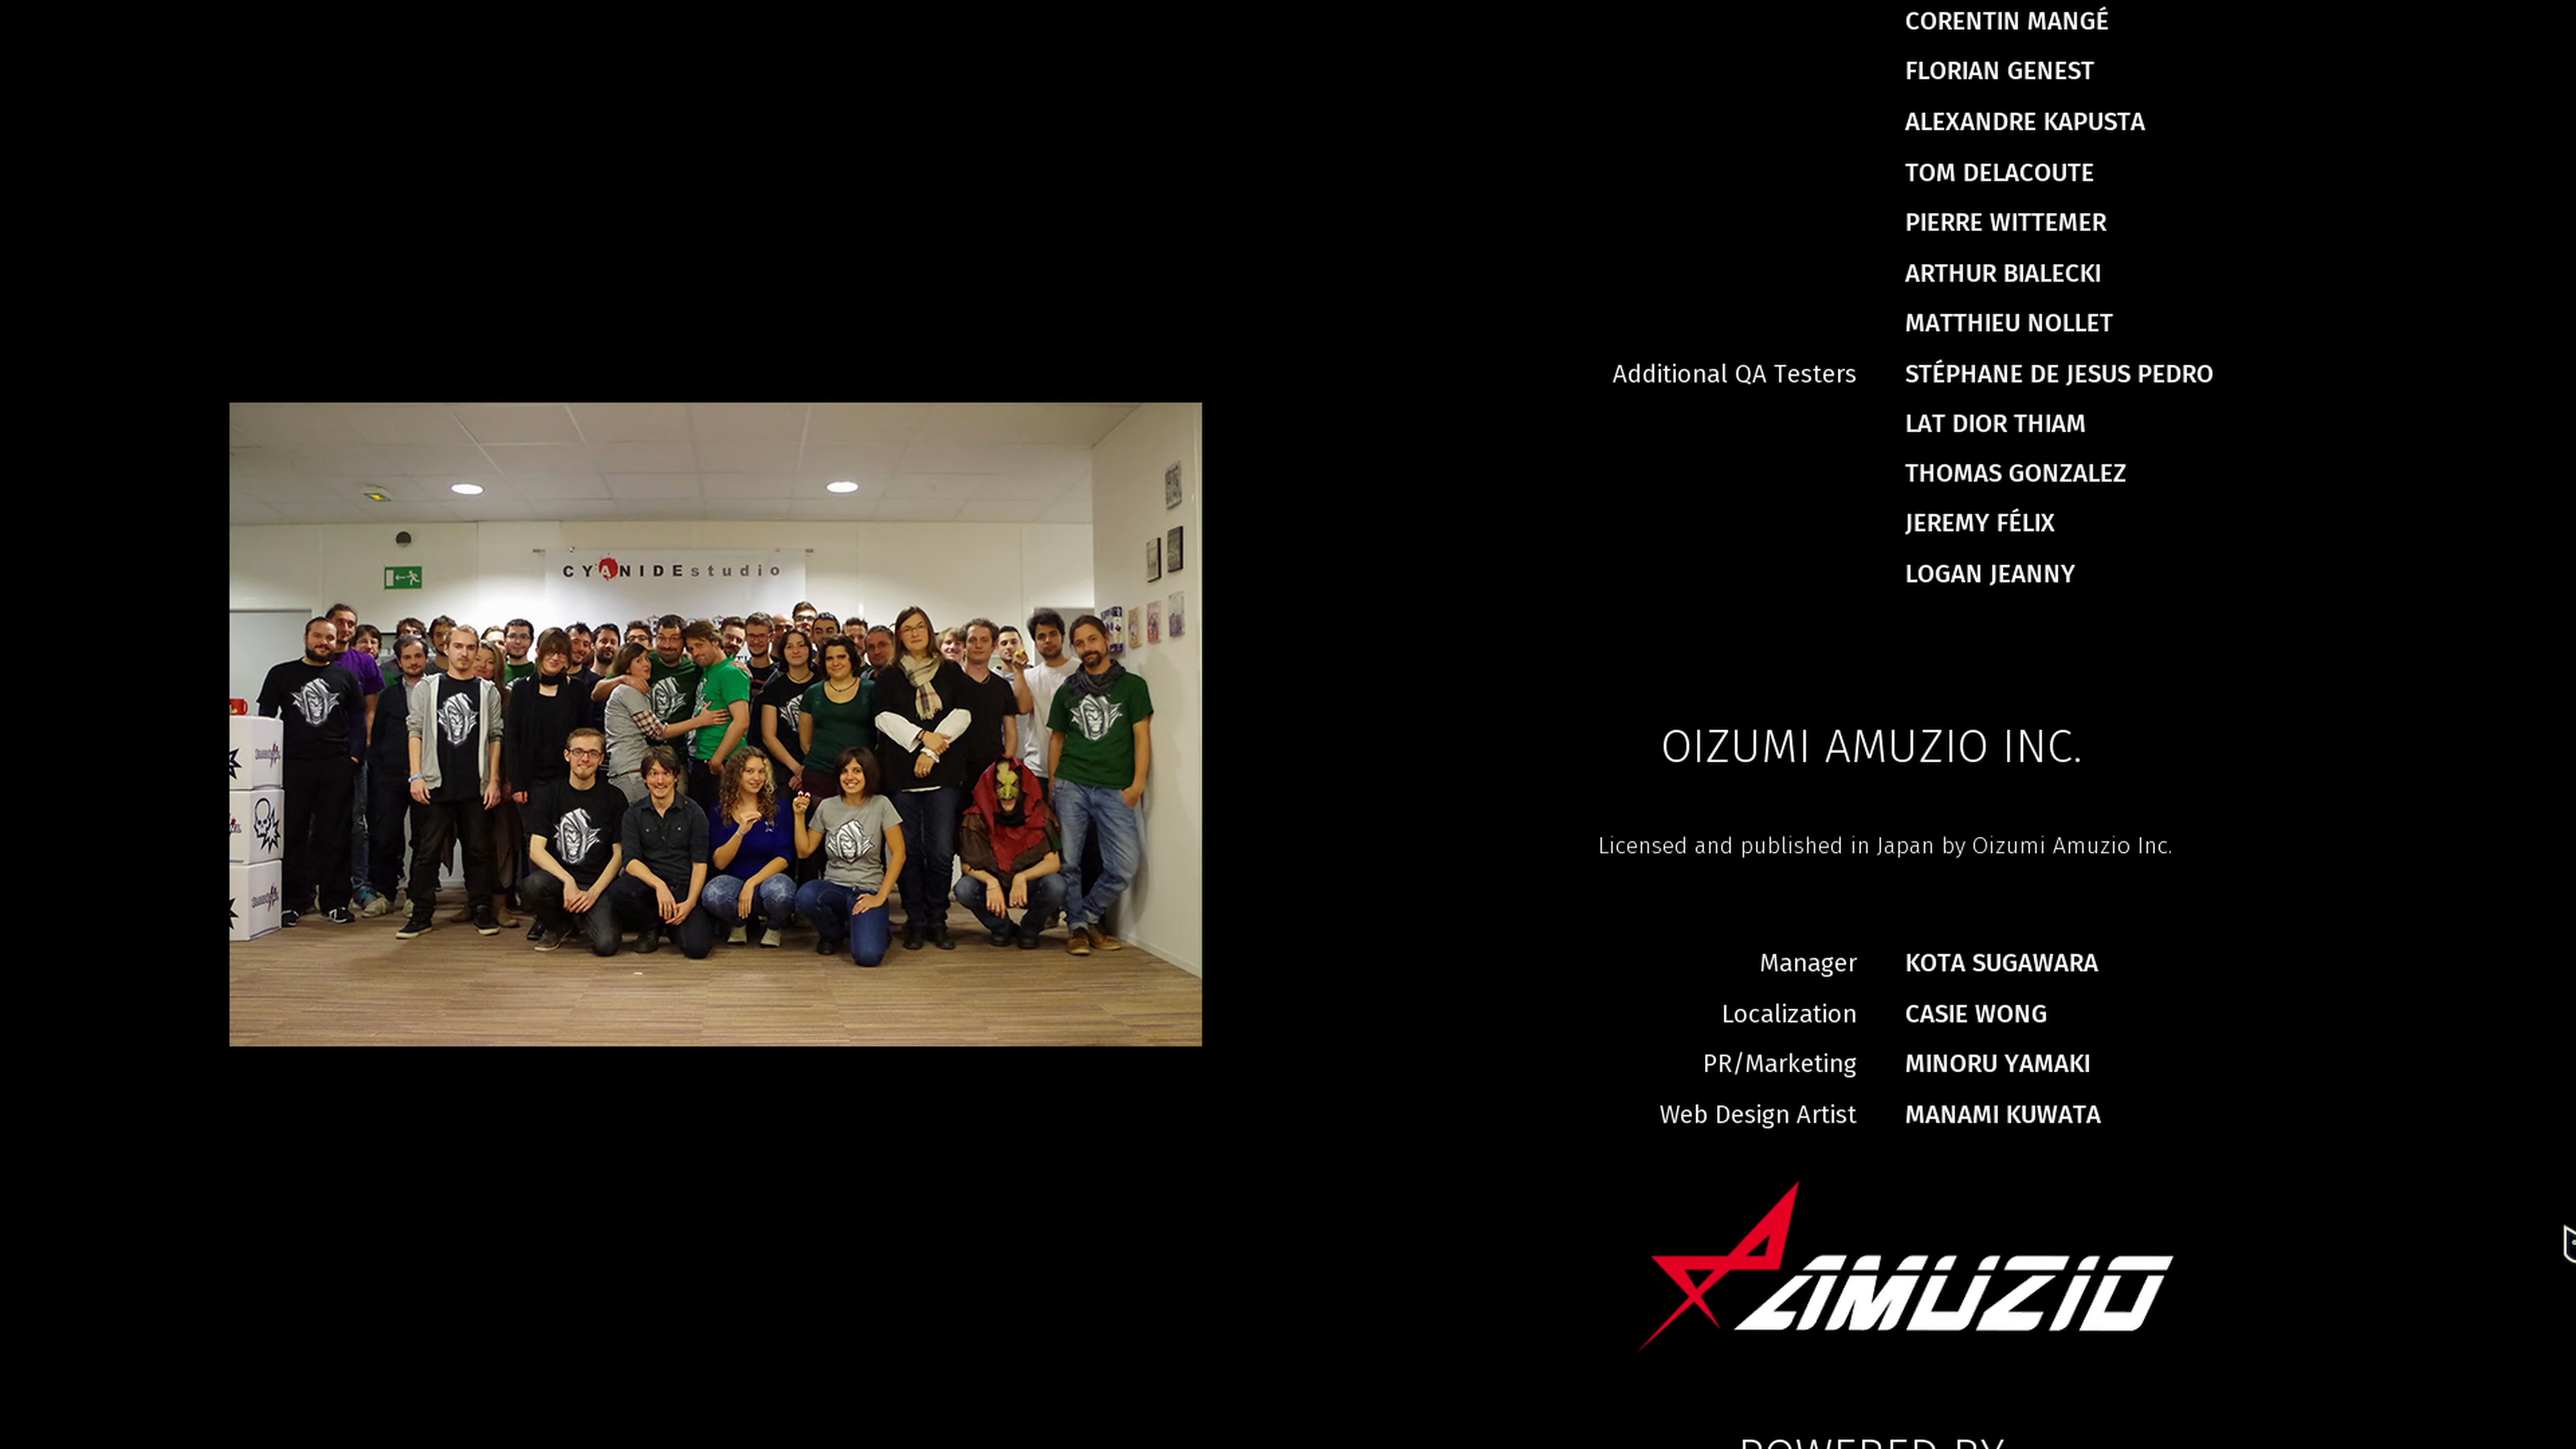 CORENTIN MANGÉ
FLORIAN GENEST
ALEXANDRE KAPUSTA
TOM DELACOUTE
PIERRE WITTEMER
ARTHUR BIALECKI
MATTHIEU NOLLET
Additional QA Testers STÉPHANE DE JESUS PEDRO
LAT DIOR THIAM
THOMAS GONZALEZ
JEREMY FÉLIX
LOGAN JEANNY
CYANIDEstudio
OIZUMI AMUZIO INC.
Licensed and published in Japan by Oizumi Amuzio Inc.
Manager KOTA SUGAWARA
Localization CASIE WONG
PR/Marketing MINORU YAMAKI
Web Design Artist MANAMI KUWATA
AMUZIO
POWERED BY